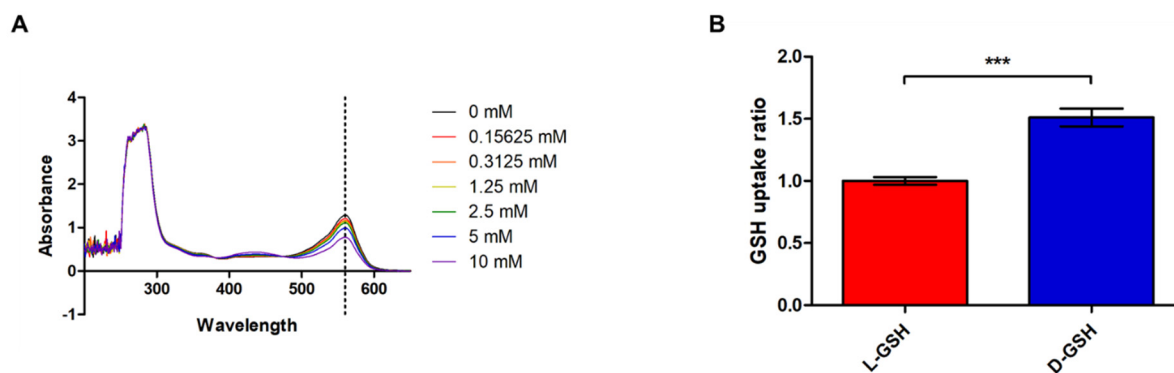 A
Absorbance
4
3
2
1
0
-1
300
400
500
600
Wavelength
0 mM
0.15625 mM
0.3125 mM
1.25 mM
2.5 mM
5 mM
10 mM
B
GSH uptake ratio
2.0
1.5
1.0
0.5
0.0
***
L-GSH
D-GSH